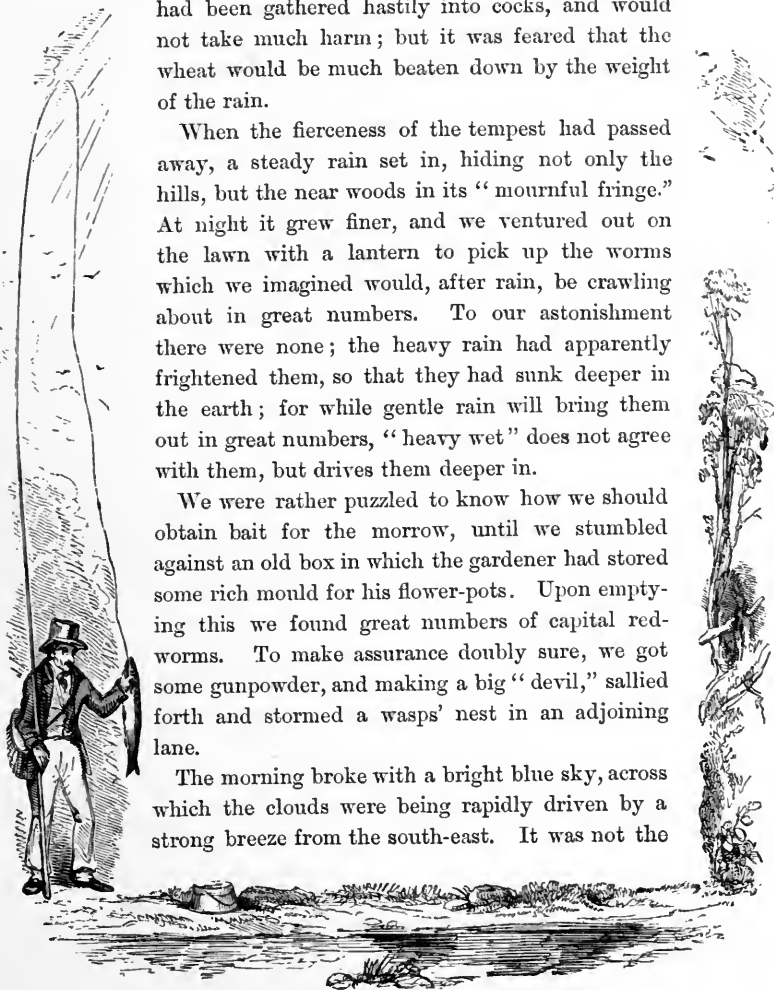 had been gathered hastily into cocks, and would
not take much harm; but it was feared that the
wheat would be much beaten down by the weight
of the rain.
When the fierceness of the tempest had passed
away, a steady rain set in, hiding not only the
hills, but the near woods in its “mournful fringe.”
At night it grew finer, and we ventured out on
the lawn with a lantern to pick up the worms
which we imagined would, after rain, be crawling
about in great numbers. To our astonishment
there were none; the heavy rain had apparently
frightened them, so that they had sunk deeper in
the earth; for while gentle rain will bring them
out in great numbers, “heavy wet” does not agree
with them, but drives them deeper in.
We were rather puzzled to know how we should
obtain bait for the morrow, until we stumbled
against an old box in which the gardener had stored
some rich mould for his flower-pots. Upon empty-
ing this we found great numbers of capital red-
worms. To make assurance doubly sure, we got
some gunpowder, and making a big “devil,” sallied
forth and stormed a wasps’ nest in an adjoining
lane.
The morning broke with a bright blue sky, across
which the clouds were being rapidly driven by a
strong breeze from the south-east. It was not the